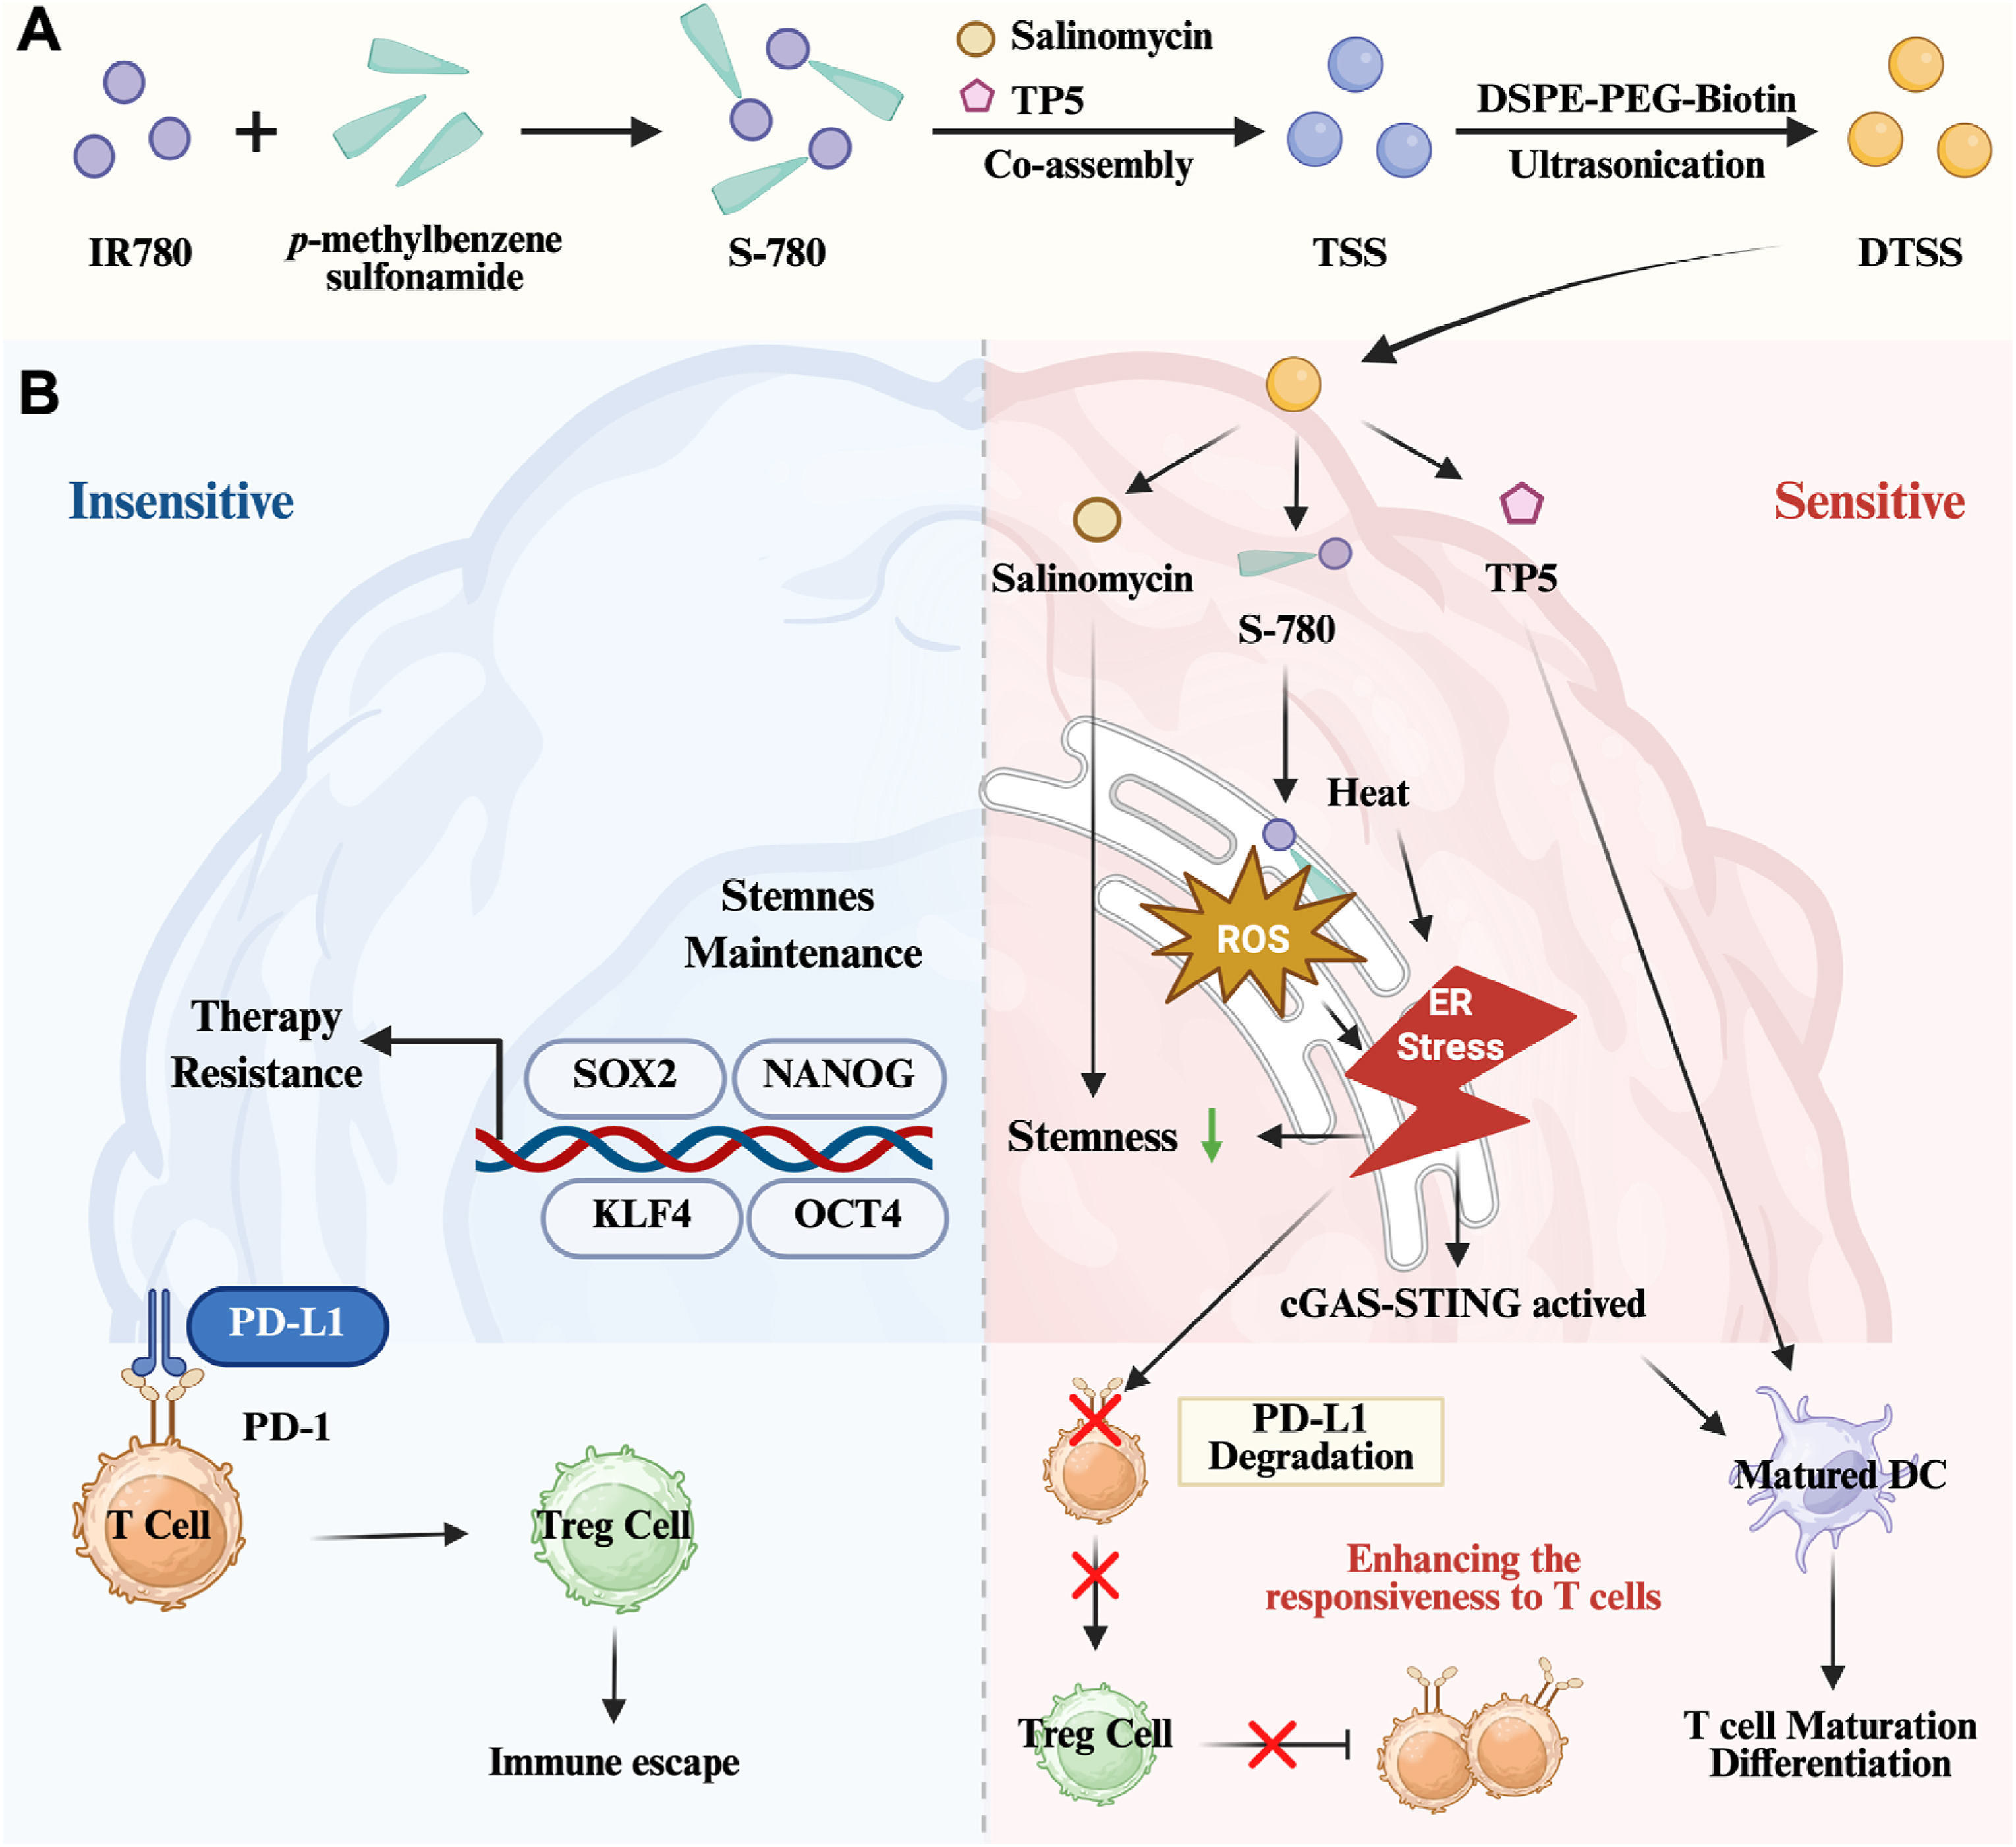 A
IR780
+
p-methylbenzene
sulfonamide
S-780
Salinomycin
TP5
Co-assembly
TSS
DSPE-PEG-Biotin
Ultrasonication
DTSS
B
Insensitive
Stemnes
Maintenance
Therapy
Resistance
SOX2
NANOG
KLF4
OCT4
PD-L1
PD-1
T Cell
Treg Cell
Immune escape
Sensitive
Salinomycin
S-780
TP5
Heat
ROS
ER
Stress
Stemness
cGAS-STING actived
PD-L1
Degradation
Matured DC
Enhancing the
responsiveness to T cells
Treg Cell
T cell Maturation
Differentiation